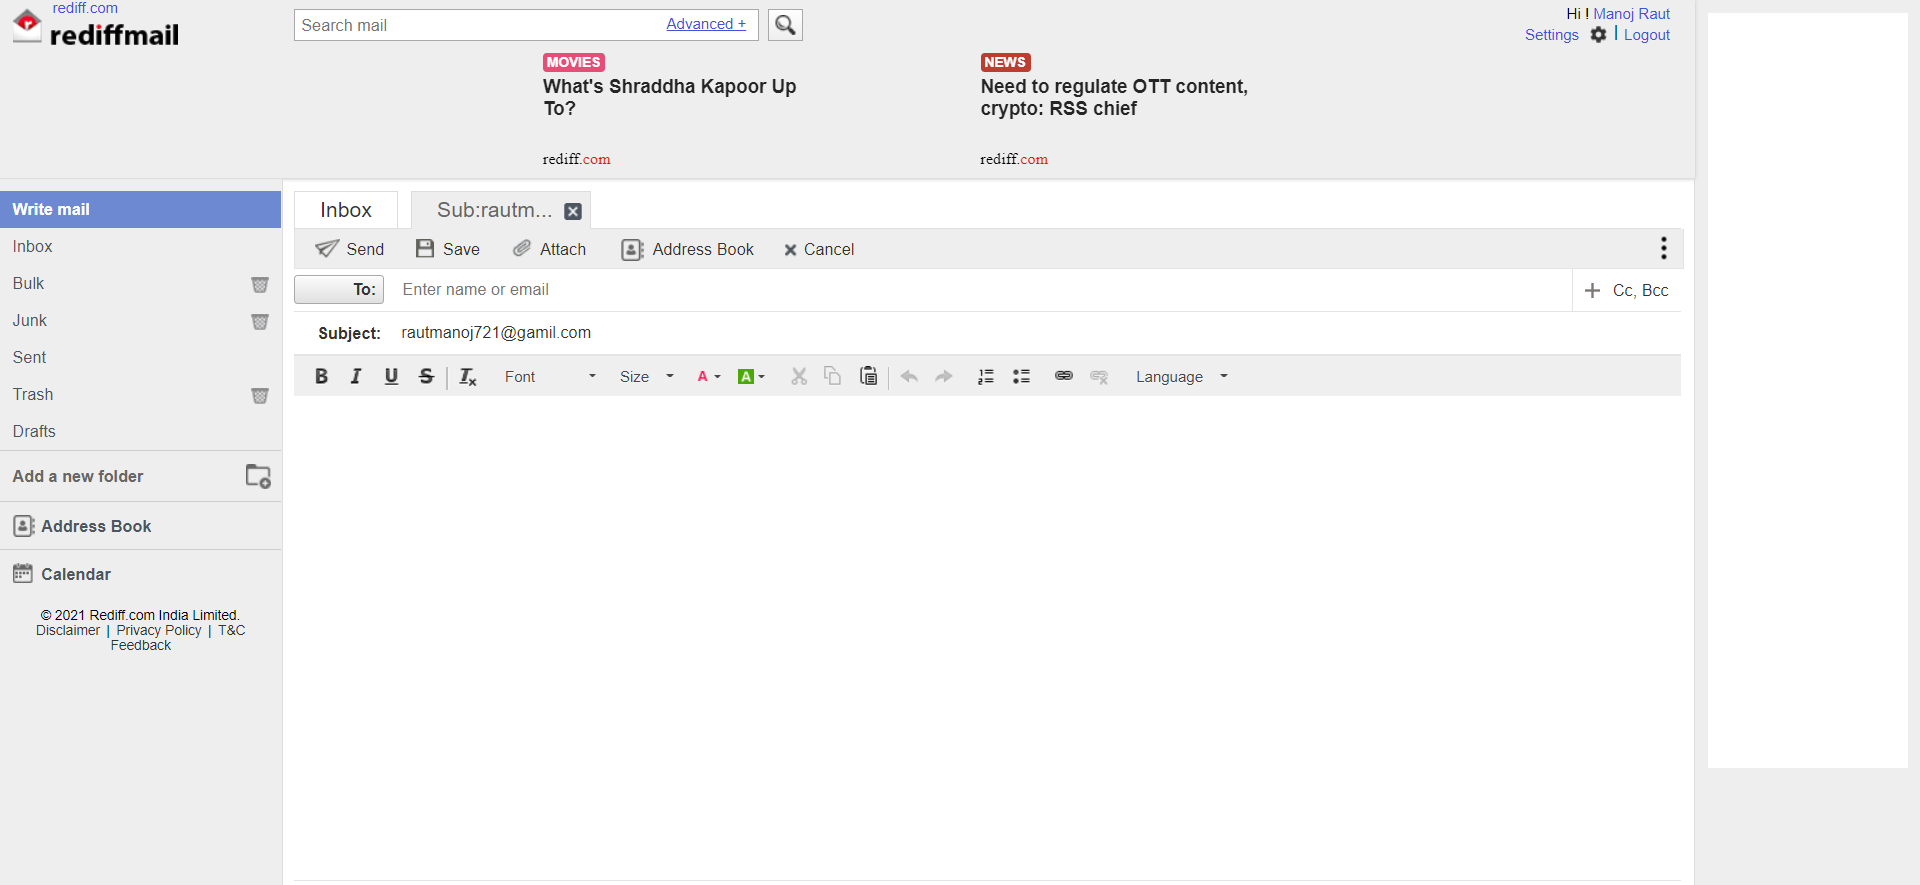 rediff.com
rediffmail
Search mail Advanced +
Hi ! Manoj Raut
Settings | Logout
MOVIES
What's Shraddha Kapoor Up
To?
rediff.com
NEWS
Need to regulate OTT content,
crypto: RSS chief
rediff.com
Write mail
Inbox
Bulk
Junk
Sent
Trash
Drafts
Add a new folder
Address Book
Calendar
© 2021 Rediff.com India Limited.
Disclaimer | Privacy Policy | T&C
Feedback
Inbox Sub:rautm...
Send Save Attach Address Book Cancel
To: Enter name or email Cc, Bcc
Subject: rautmanoj721@gamil.com
B I U S Tx Font Size A A Language